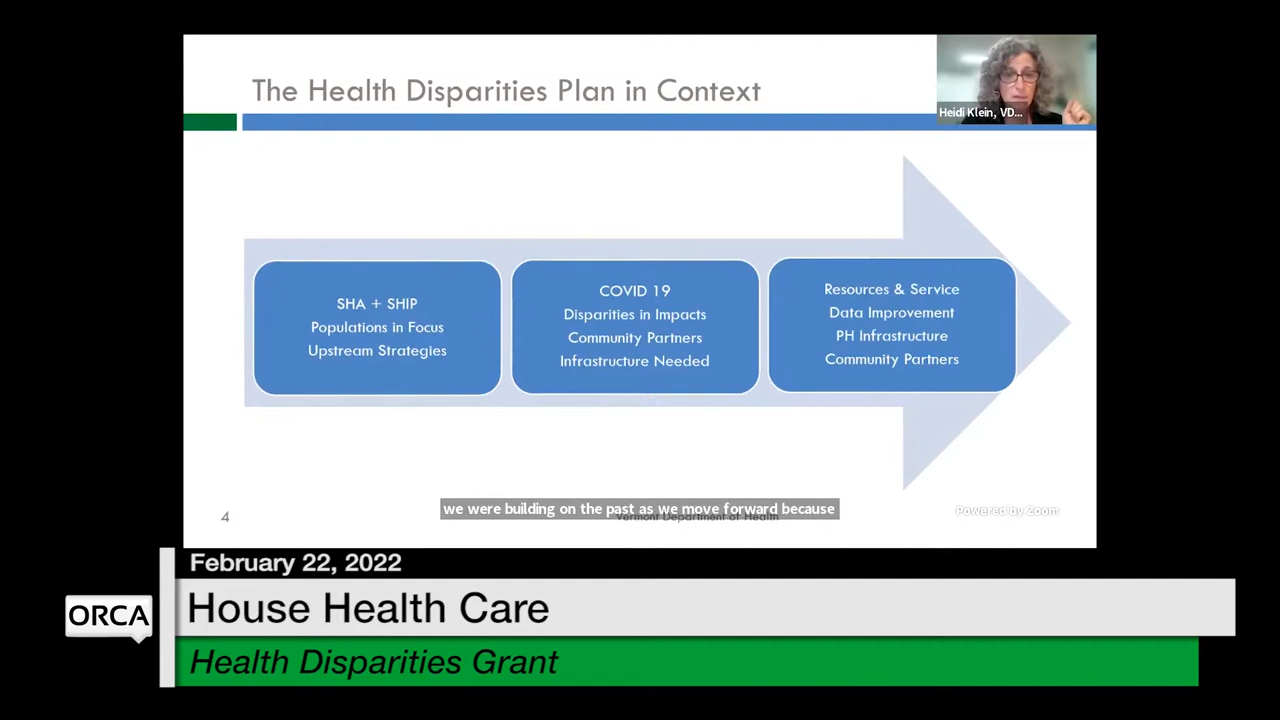 The Health Disparities Plan in Context
Heidi Klein, VD...
SHA + SHIP
Populations in Focus
Upstream Strategies
COVID 19
Disparities in Impacts
Community Partners
Infrastructure Needed
Resources & Service
Data Improvement
PH Infrastructure
Community Partners
we were building on the past as we move forward because
4
Vermont Department of Health
Powered by Zoom
February 22, 2022
ORCA
House Health Care
Health Disparities Grant